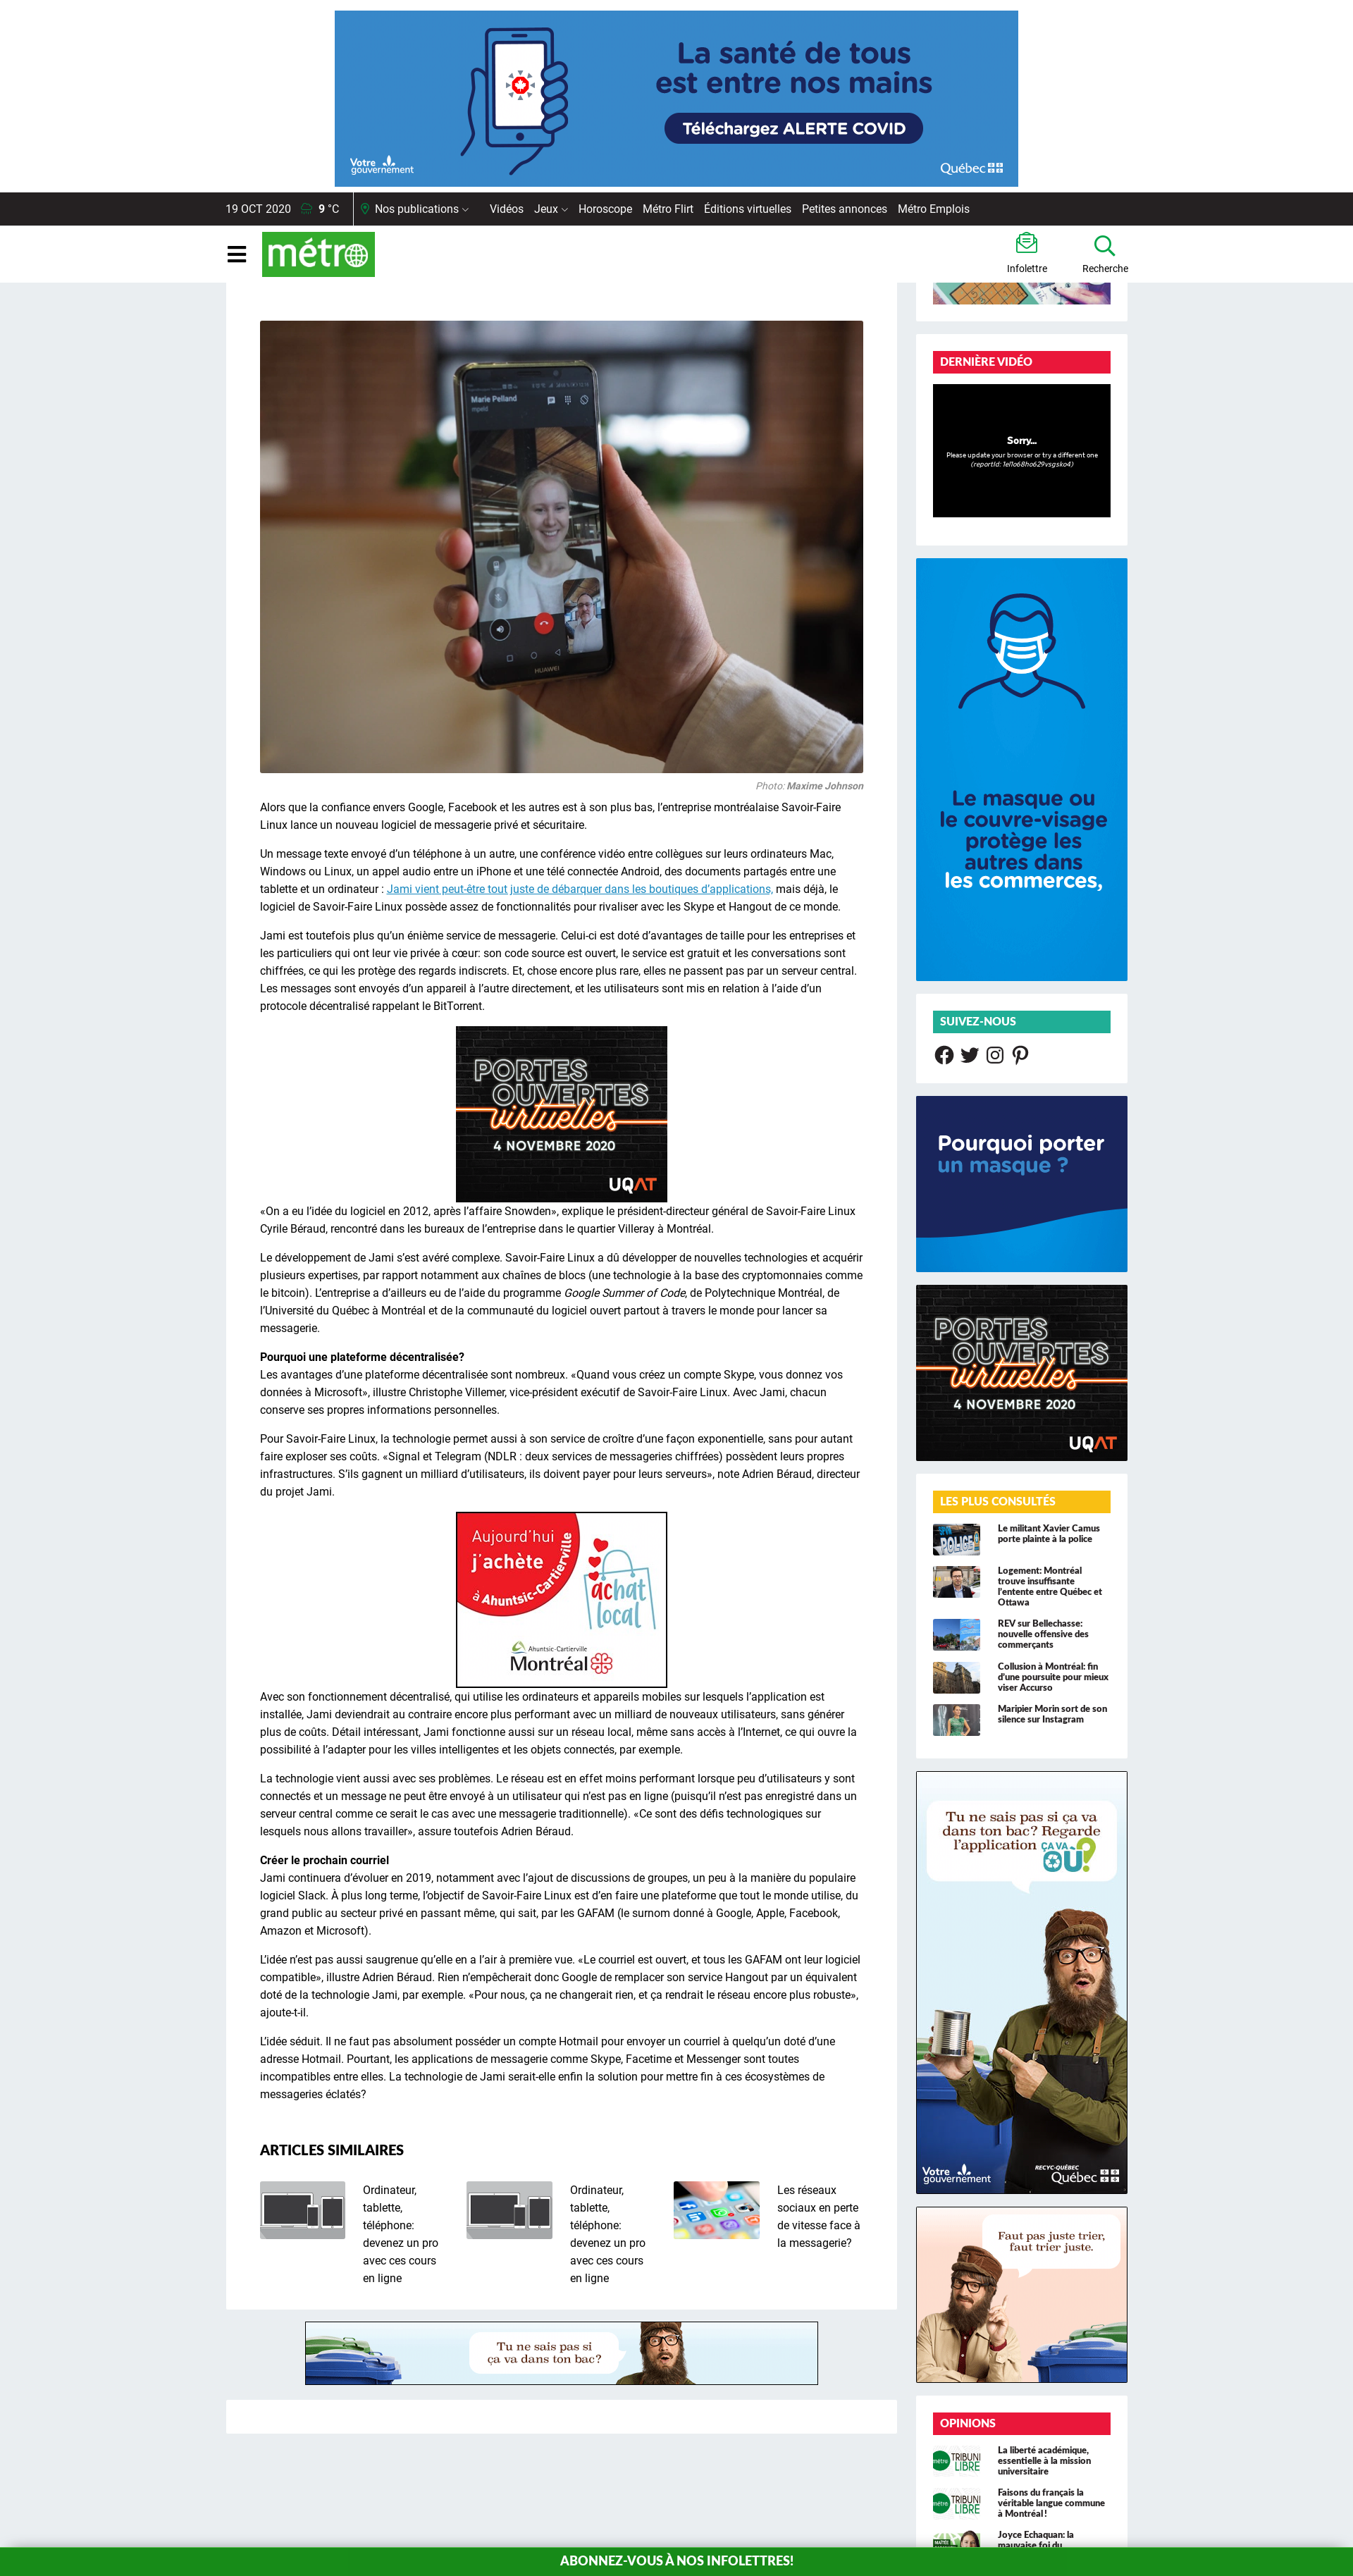 La santé de tous
est entre nos mains
Téléchargez ALERTE COVID
Votre
gouvernement
Québec
19 OCT 2020 9 °C Nos publications Vidéos Jeux Horoscope Métro Flirt Éditions virtuelles Petites annonces Métro Emplois
métro
Infolettre
Recherche
Marie Pelland
HUAWEI
Photo: Maxime Johnson
Alors que la confiance envers Google, Facebook et les autres est à son plus bas, l’entreprise montréalaise Savoir-Faire
Linux lance un nouveau logiciel de messagerie privé et sécuritaire.
Un message texte envoyé d’un téléphone à un autre, une conférence vidéo entre collègues sur leurs ordinateurs Mac,
Windows ou Linux, un appel audio entre un iPhone et une télé connectée Android, des documents partagés entre une
tablette et un ordinateur : Jami vient peut-être tout juste de débarquer dans les boutiques d’applications, mais déjà, le
logiciel de Savoir-Faire Linux possède assez de fonctionnalités pour rivaliser avec les Skype et Hangout de ce monde.
Jami est toutefois plus qu’un énième service de messagerie. Celui-ci est doté d’avantages de taille pour les entreprises et
les particuliers qui ont leur vie privée à cœur: son code source est ouvert, le service est gratuit et les conversations sont
chiffrées, ce qui les protège des regards indiscrets. Et, chose encore plus rare, elles ne passent pas par un serveur central.
Les messages sont envoyés d’un appareil à l’autre directement, et les utilisateurs sont mis en relation à l’aide d’un
protocole décentralisé rappelant le BitTorrent.
PORTES
OUVERTES
virtuelles
4 NOVEMBRE 2020
UQAT
«On a eu l’idée du logiciel en 2012, après l’affaire Snowden», explique le président-directeur général de Savoir-Faire Linux
Cyrile Béraud, rencontré dans les bureaux de l’entreprise dans le quartier Villeray à Montréal.
Le développement de Jami s’est avéré complexe. Savoir-Faire Linux a dû développer de nouvelles technologies et acquérir
plusieurs expertises, par rapport notamment aux chaînes de blocs (une technologie à la base des cryptomonnaies comme
le bitcoin). L’entreprise a d’ailleurs eu de l’aide du programme Google Summer of Code, de Polytechnique Montréal, de
l’Université du Québec à Montréal et de la communauté du logiciel ouvert partout à travers le monde pour lancer sa
messagerie.
Pourquoi une plateforme décentralisée?
Les avantages d’une plateforme décentralisée sont nombreux. «Quand vous créez un compte Skype, vous donnez vos
données à Microsoft», illustre Christophe Villemer, vice-président exécutif de Savoir-Faire Linux. Avec Jami, chacun
conserve ses propres informations personnelles.
Pour Savoir-Faire Linux, la technologie permet aussi à son service de croître d’une façon exponentielle, sans pour autant
faire exploser ses coûts. «Signal et Telegram (NDLR : deux services de messageries chiffrées) possèdent leurs propres
infrastructures. S’ils gagnent un milliard d’utilisateurs, ils doivent payer pour leurs serveurs», note Adrien Béraud, directeur
du projet Jami.
Aujourd’hui
j’achète
à Ahuntsic-Cartierville
achat
local
Ahuntsic-Cartierville
Montréal
Avec son fonctionnement décentralisé, qui utilise les ordinateurs et appareils mobiles sur lesquels l’application est
installée, Jami deviendrait au contraire encore plus performant avec un milliard de nouveaux utilisateurs, sans générer
plus de coûts. Détail intéressant, Jami fonctionne aussi sur un réseau local, même sans accès à l’Internet, ce qui ouvre la
possibilité à l’adapter pour les villes intelligentes et les objets connectés, par exemple.
La technologie vient aussi avec ses problèmes. Le réseau est en effet moins performant lorsque peu d’utilisateurs y sont
connectés et un message ne peut être envoyé à un utilisateur qui n’est pas en ligne (puisqu’il n’est pas enregistré dans un
serveur central comme ce serait le cas avec une messagerie traditionnelle). «Ce sont des défis technologiques sur
lesquels nous allons travailler», assure toutefois Adrien Béraud.
Créer le prochain courriel
Jami continuera d’évoluer en 2019, notamment avec l’ajout de discussions de groupes, un peu à la manière du populaire
logiciel Slack. À plus long terme, l’objectif de Savoir-Faire Linux est d’en faire une plateforme que tout le monde utilise, du
grand public au secteur privé en passant même, qui sait, par les GAFAM (le surnom donné à Google, Apple, Facebook,
Amazon et Microsoft).
L’idée n’est pas aussi saugrenue qu’elle en a l’air à première vue. «Le courriel est ouvert, et tous les GAFAM ont leur logiciel
compatible», illustre Adrien Béraud. Rien n’empêcherait donc Google de remplacer son service Hangout par un équivalent
doté de la technologie Jami, par exemple. «Pour nous, ça ne changerait rien, et ça rendrait le réseau encore plus robuste»,
ajoute-t-il.
L’idée séduit. Il ne faut pas absolument posséder un compte Hotmail pour envoyer un courriel à quelqu’un doté d’une
adresse Hotmail. Pourtant, les applications de messagerie comme Skype, Facetime et Messenger sont toutes
incompatibles entre elles. La technologie de Jami serait-elle enfin la solution pour mettre fin à ces écosystèmes de
messageries éclatés?
ARTICLES SIMILAIRES
Ordinateur,
tablette,
téléphone:
devenez un pro
avec ces cours
en ligne
Ordinateur,
tablette,
téléphone:
devenez un pro
avec ces cours
en ligne
Les réseaux
sociaux en perte
de vitesse face à
la messagerie?
Tu ne sais pas si
ça va dans ton bac?
DERNIÈRE VIDÉO
Sorry...
Please update your browser or try a different one
(reportId: 1el1o68ho629vsgsko4)
Le masque ou
le couvre-visage
protège les
autres dans
les commerces,
SUIVEZ-NOUS
Pourquoi porter
un masque ?
PORTES
OUVERTES
virtuelles
4 NOVEMBRE 2020
UQAT
LES PLUS CONSULTÉS
POLICE
Le militant Xavier Camus
porte plainte à la police
Logement: Montréal
trouve insuffisante
l’entente entre Québec et
Ottawa
REV sur Bellechasse:
nouvelle offensive des
commerçants
Collusion à Montréal: fin
d’une poursuite pour mieux
viser Accurso
Maripier Morin sort de son
silence sur Instagram
Tu ne sais pas si ça va
dans ton bac? Regarde
l’application ÇA VA
OÙ?
Votre
gouvernement
RECYC-QUÉBEC
Québec
Faut pas juste trier,
faut trier juste.
OPINIONS
métro TRIBUNE
LIBRE
La liberté académique,
essentielle à la mission
universitaire
métro TRIBUNE
LIBRE
Faisons du français la
véritable langue commune
à Montréal !
Joyce Echaquan: la
mauvaise foi du
ABONNEZ-VOUS À NOS INFOLETTRES!